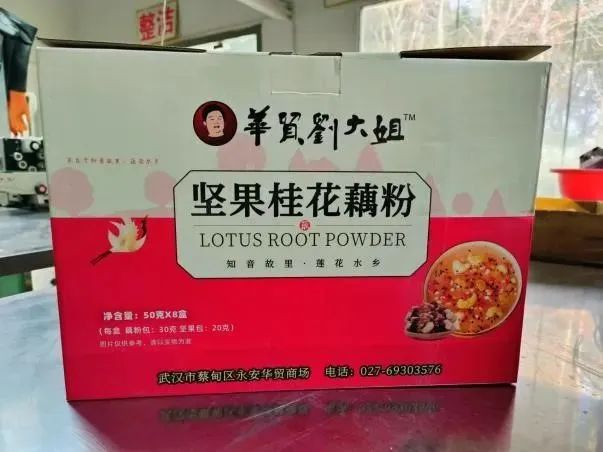 整洁
華貿劉大姐™
坚果桂花藕粉
LOTUS ROOT POWDER
知音故里·莲花水乡
净含量：50克X8盒
（每盒 藕粉包：30克 坚果包：20克）
图片仅供参考，请以实物为准
武汉市蔡甸区永安华贸商场 电话：027-69303576